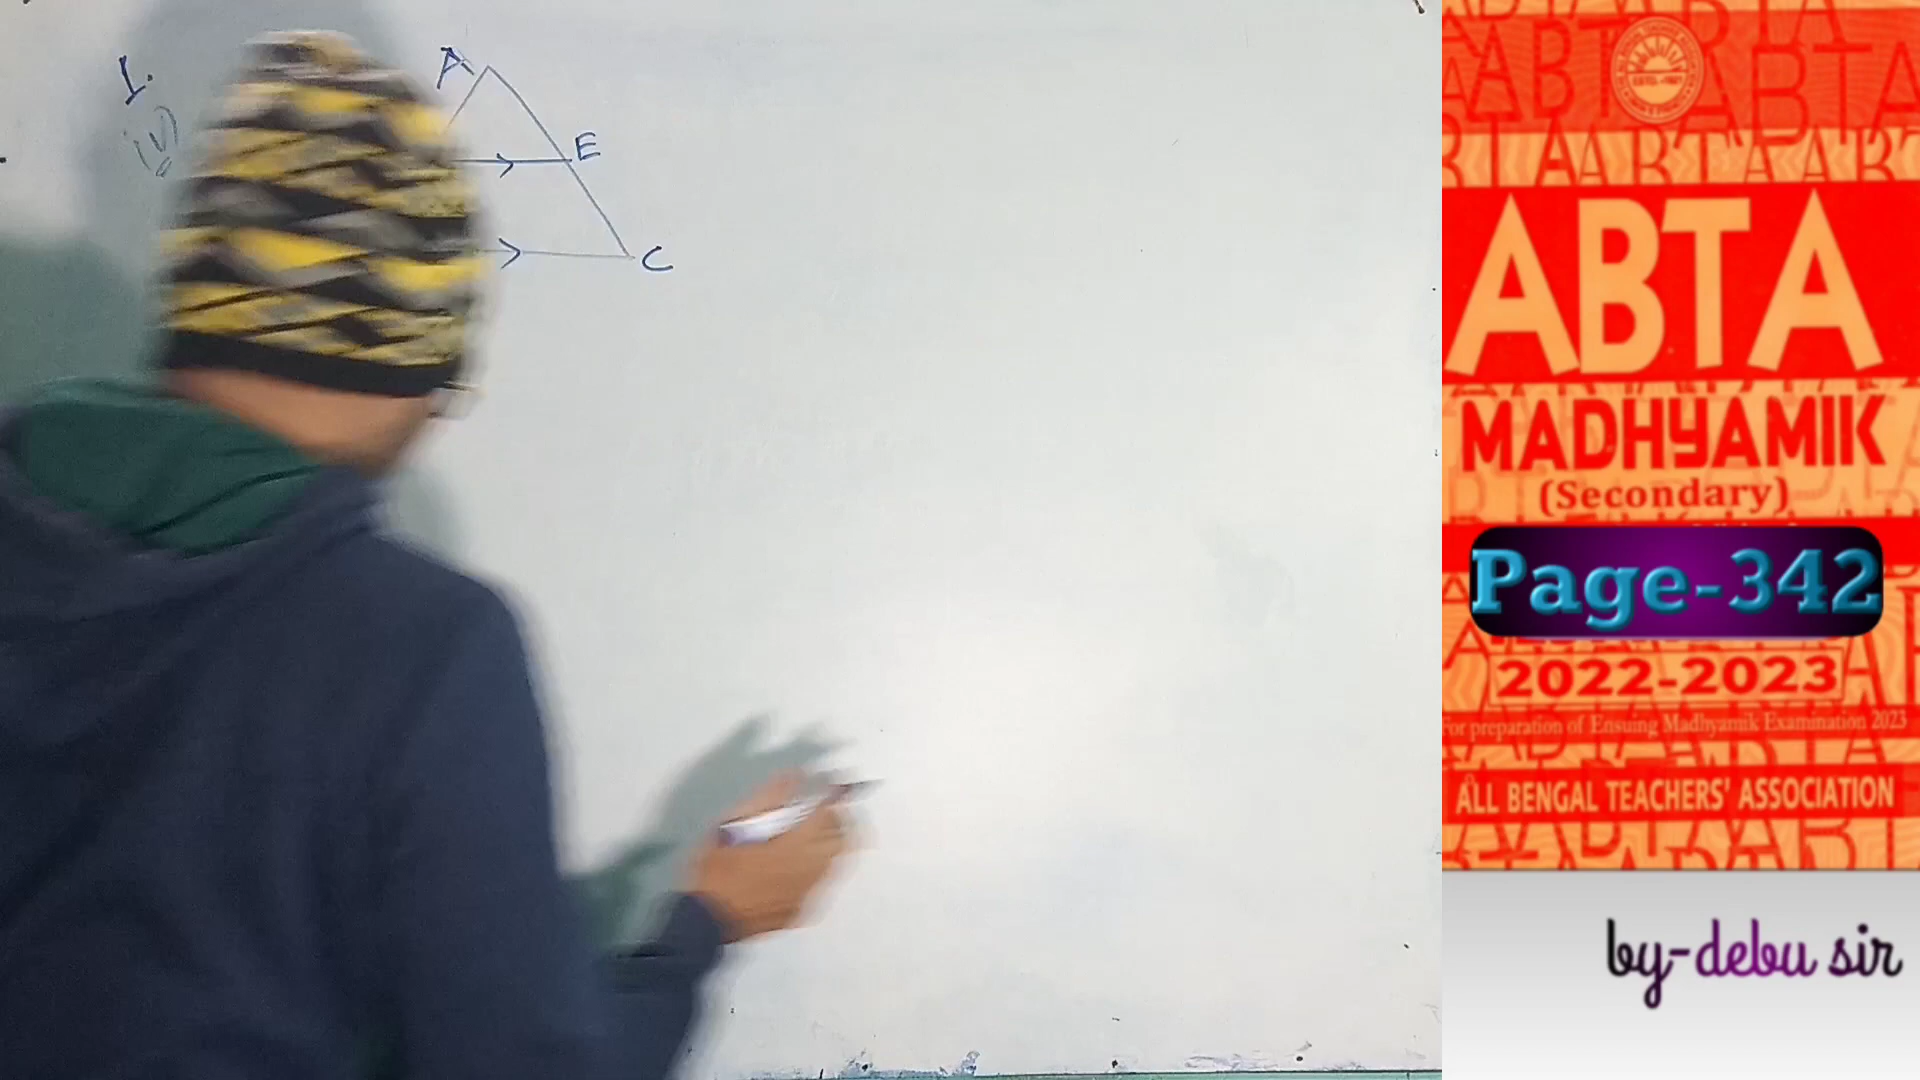 1.
(v)
A
E
C
ABTA
MADHYAMIK
(Secondary)
Page-342
2022-2023
For preparation of Ensuing Madhyamik Examination 2023
ALL BENGAL TEACHERS' ASSOCIATION
by-debu sir